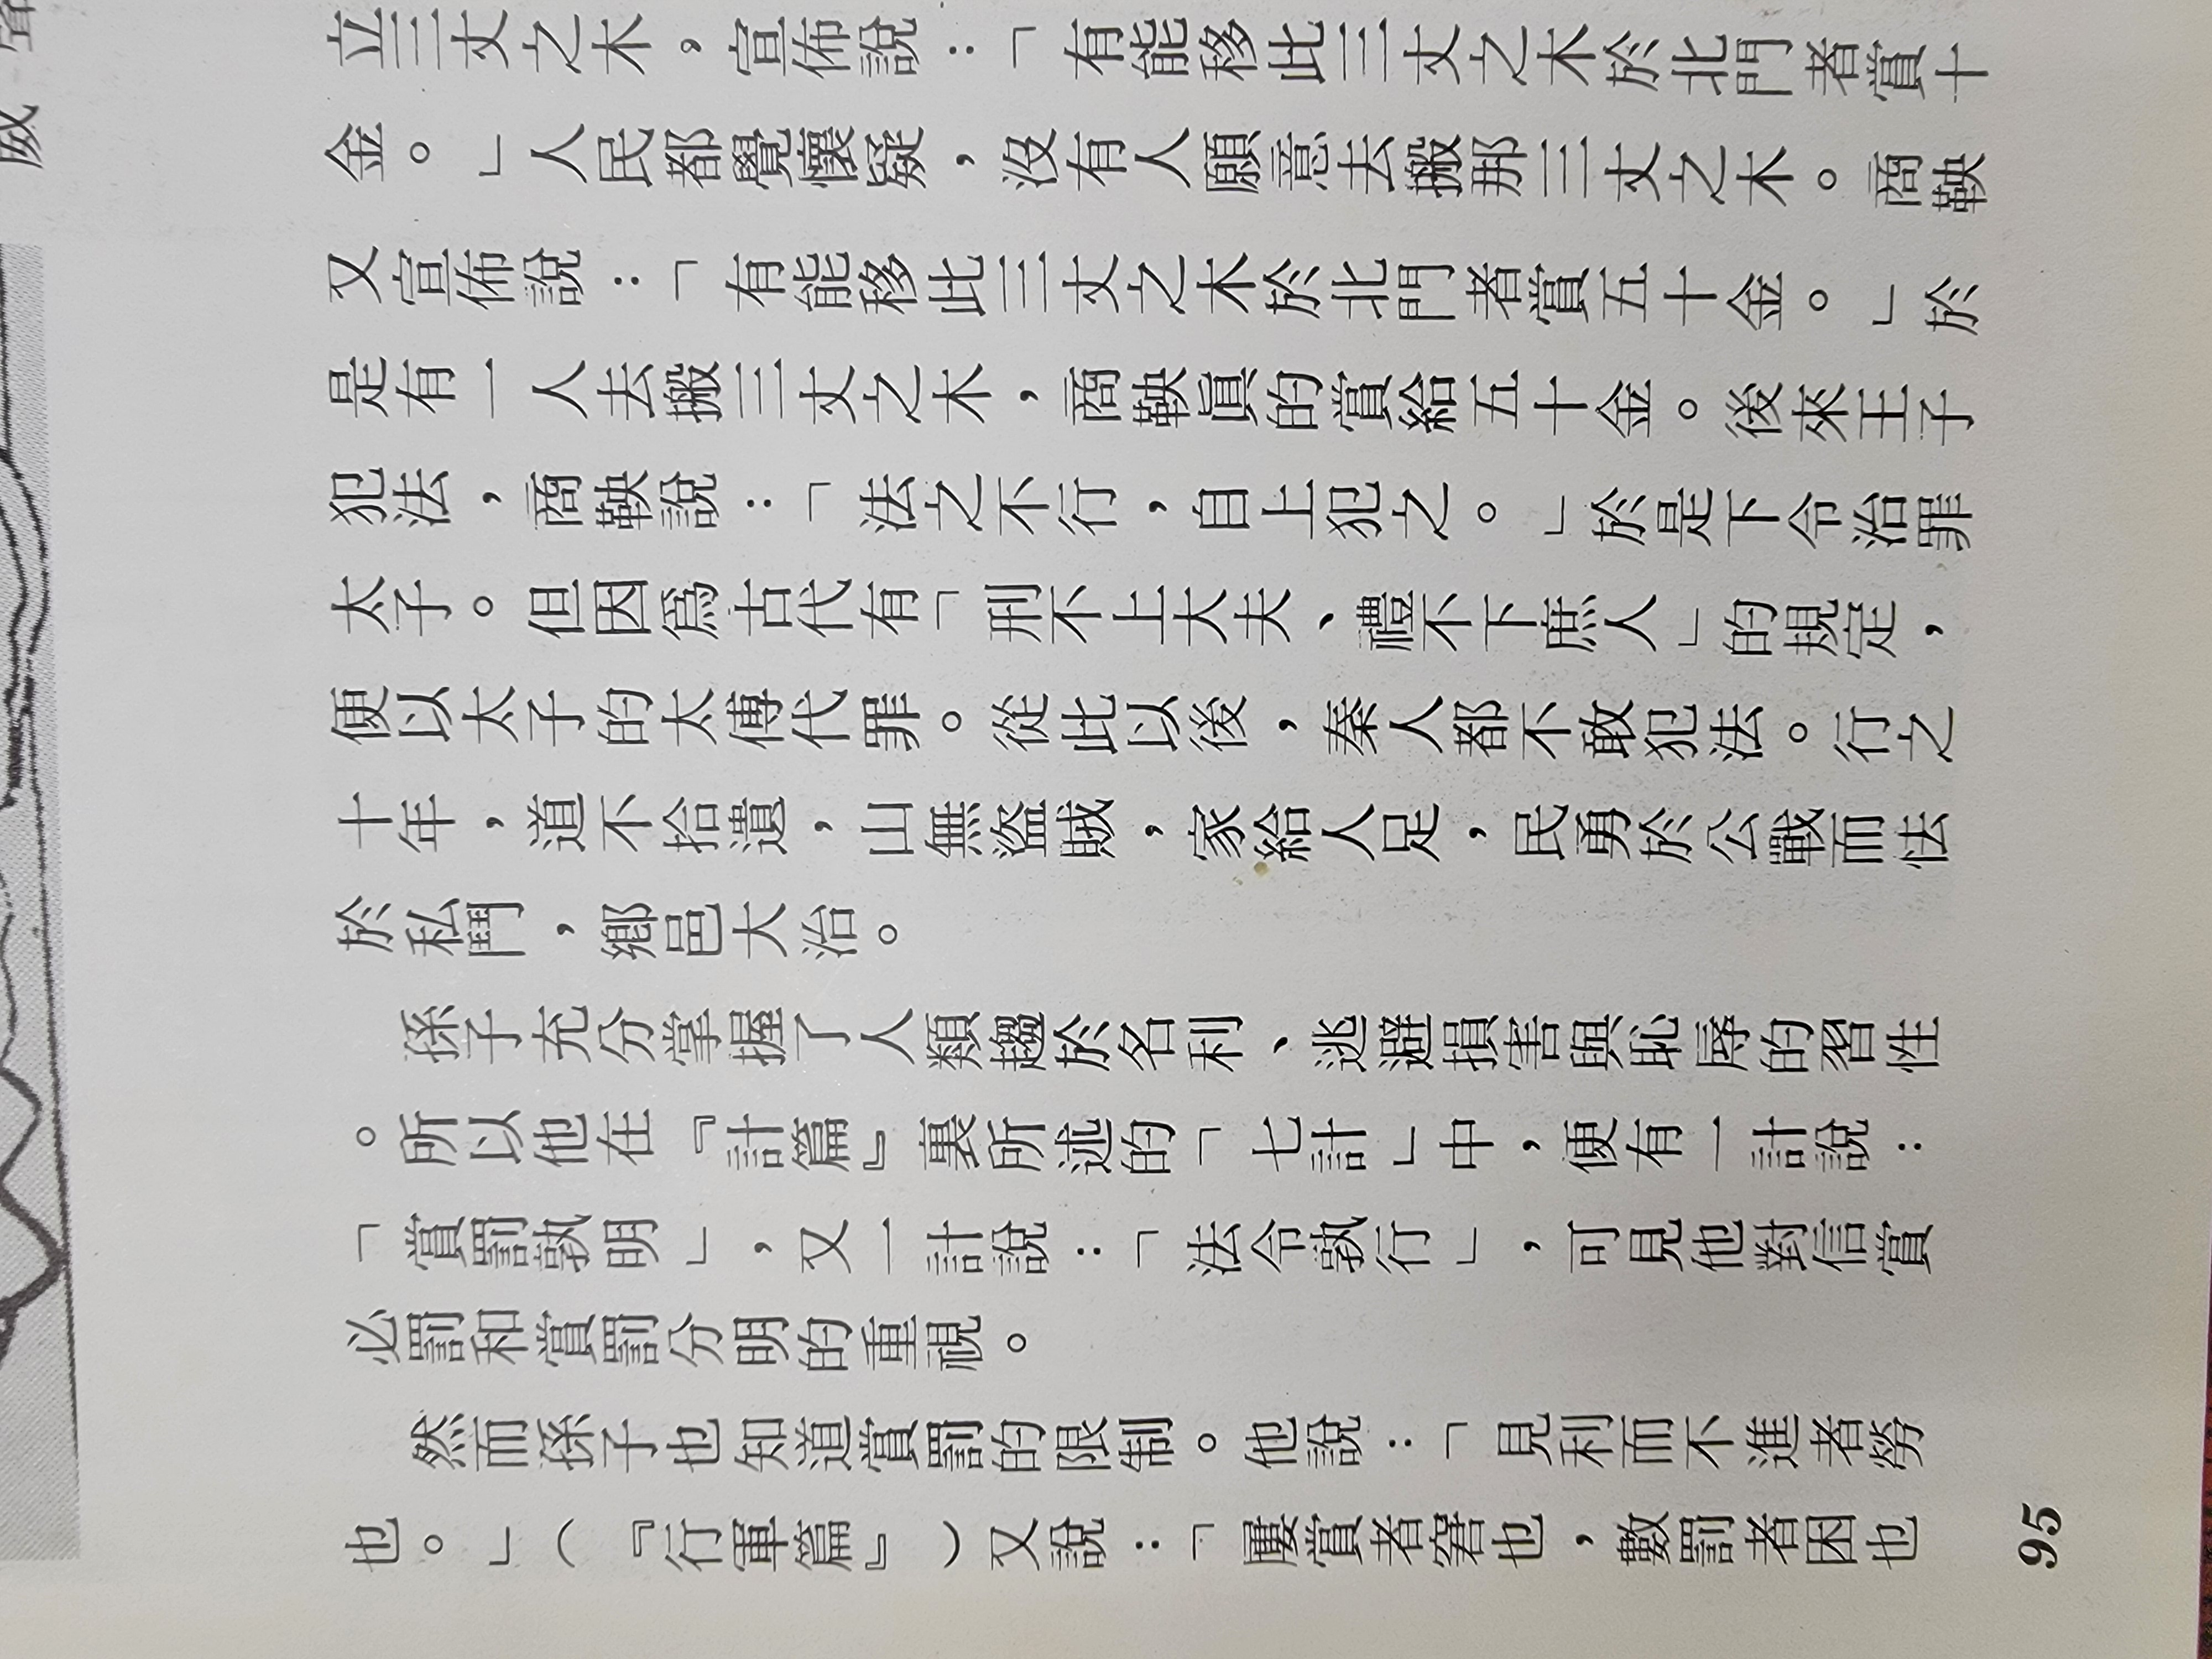 威
立三丈之木，宣佈說：「有能移此三丈之木於北門者賞十
金。」人民都覺懷疑，沒有人願意去搬那三丈之木。商鞅
又宣佈說：「有能移此三丈之木於北門者賞五十金。」於
是有一人去搬三丈之木，商鞅眞的賞給五十金。後來王子
犯法，商鞅說：「法之不行，自上犯之。」於是下令治罪
太子。但因爲古代有「刑不上大夫、禮不下庶人」的規定，
便以太子的太傅代罪。從此以後，秦人都不敢犯法。行之
十年，道不拾遺，山無盜賊，家給人足，民勇於公戰而怯
於私鬥，鄉邑大治。
孫子充分掌握了人類趨於名利、逃避損害與恥辱的習性
。所以他在『計篇』裏所述的「七計」中，便有一計說：
「賞罰孰明」，又一計說：「法令孰行」，可見他對信賞
必罰和賞罰分明的重視。
然而孫子也知道賞罰的限制。他說：「見利而不進者勞
也。」（『行軍篇』）又說：「屢賞者窘也，數罰者困也
95